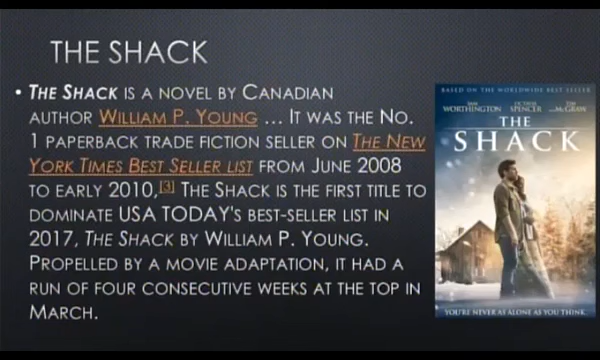 THE SHACK
• THE SHACK IS A NOVEL BY CANADIAN
AUTHOR WILLIAM P. YOUNG ... IT WAS THE NO.
1 PAPERBACK TRADE FICTION SELLER ON THE NEW
YORK TIMES BEST SELLER LIST FROM JUNE 2008
TO EARLY 2010,[3] THE SHACK IS THE FIRST TITLE TO
DOMINATE USA TODAY'S BEST-SELLER LIST IN
2017, THE SHACK BY WILLIAM P. YOUNG.
PROPELLED BY A MOVIE ADAPTATION, IT HAD A
RUN OF FOUR CONSECUTIVE WEEKS AT THE TOP IN
MARCH.
BASED ON THE WORLDWIDE BEST SELLER
SAM WORTHINGTON
OCTAVIA SPENCER
TIM McGRAW
THE
SHACK
YOU'RE NEVER AS ALONE AS YOU THINK.